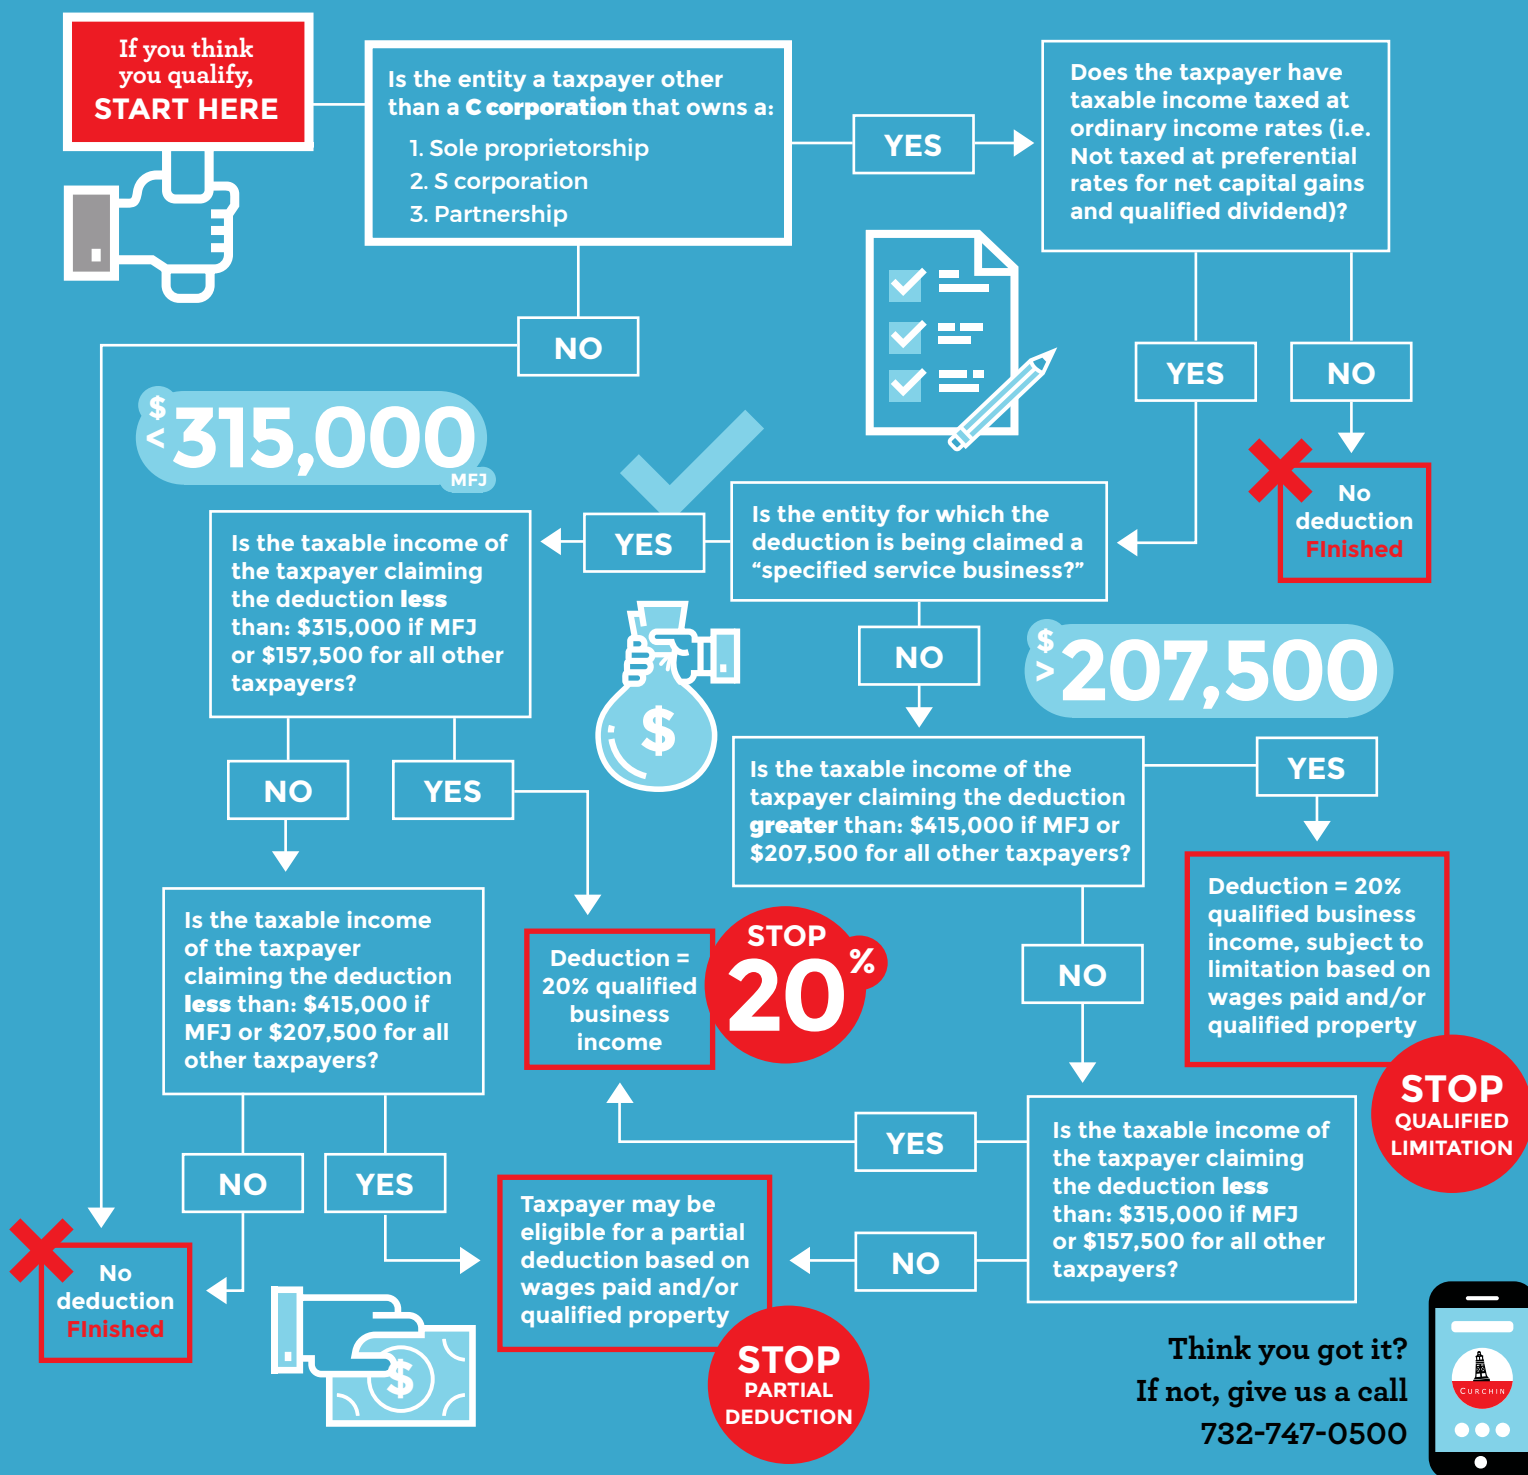 If you think
you qualify,
START HERE
Is the entity a taxpayer other
than a C corporation that owns a:
1. Sole proprietorship
2. S corporation
3. Partnership
YES
Does the taxpayer have
taxable income taxed at
ordinary income rates (i.e.
Not taxed at preferential
rates for net capital gains
and qualified dividend)?
NO
YES
NO
$
< 315,000
MFJ
No
deduction
FInished
Is the entity for which the
deduction is being claimed a
“specified service business?”
YES
Is the taxable income of
the taxpayer claiming
the deduction less
than: $315,000 if MFJ
or $157,500 for all other
taxpayers?
NO
$
> 207,500
$
NO
YES
Is the taxable income of the
taxpayer claiming the deduction
greater than: $415,000 if MFJ or
$207,500 for all other taxpayers?
YES
Deduction = 20%
qualified business
income, subject to
limitation based on
wages paid and/or
qualified property
STOP
QUALIFIED
LIMITATION
Is the taxable income
of the taxpayer
claiming the deduction
less than: $415,000 if
MFJ or $207,500 for all
other taxpayers?
Deduction =
20% qualified
business
income
STOP
20%
NO
NO
YES
YES
Is the taxable income of
the taxpayer claiming
the deduction less
than: $315,000 if MFJ
or $157,500 for all other
taxpayers?
NO
Taxpayer may be
eligible for a partial
deduction based on
wages paid and/or
qualified property
STOP
PARTIAL
DEDUCTION
No
deduction
FInished
$
Think you got it?
If not, give us a call
732-747-0500
CURCHIN